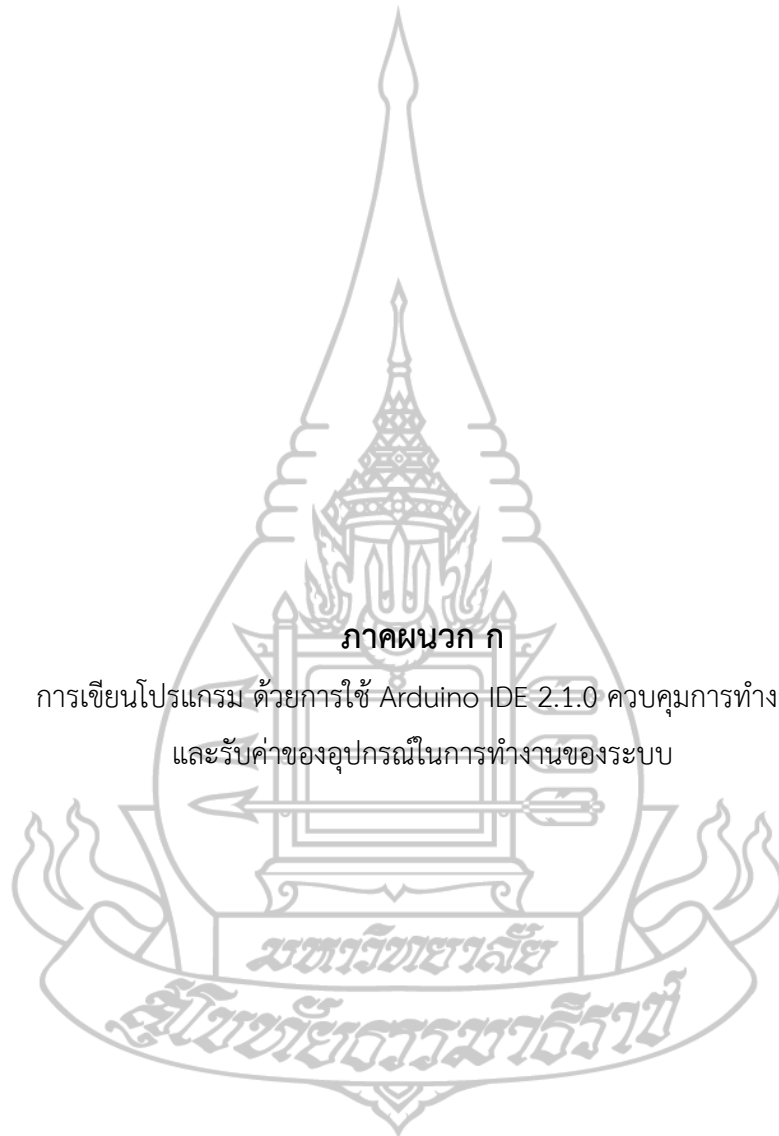 ภาคผนวก ก
การเขียนโปรแกรม ด้วยการใช้ Arduino IDE 2.1.0 ควบคุมการทำง
และรับค่าของอุปกรณ์ในการทำงานของระบบ
มหาวิทยาลัย
สุโขทัยธรรมาธิราช